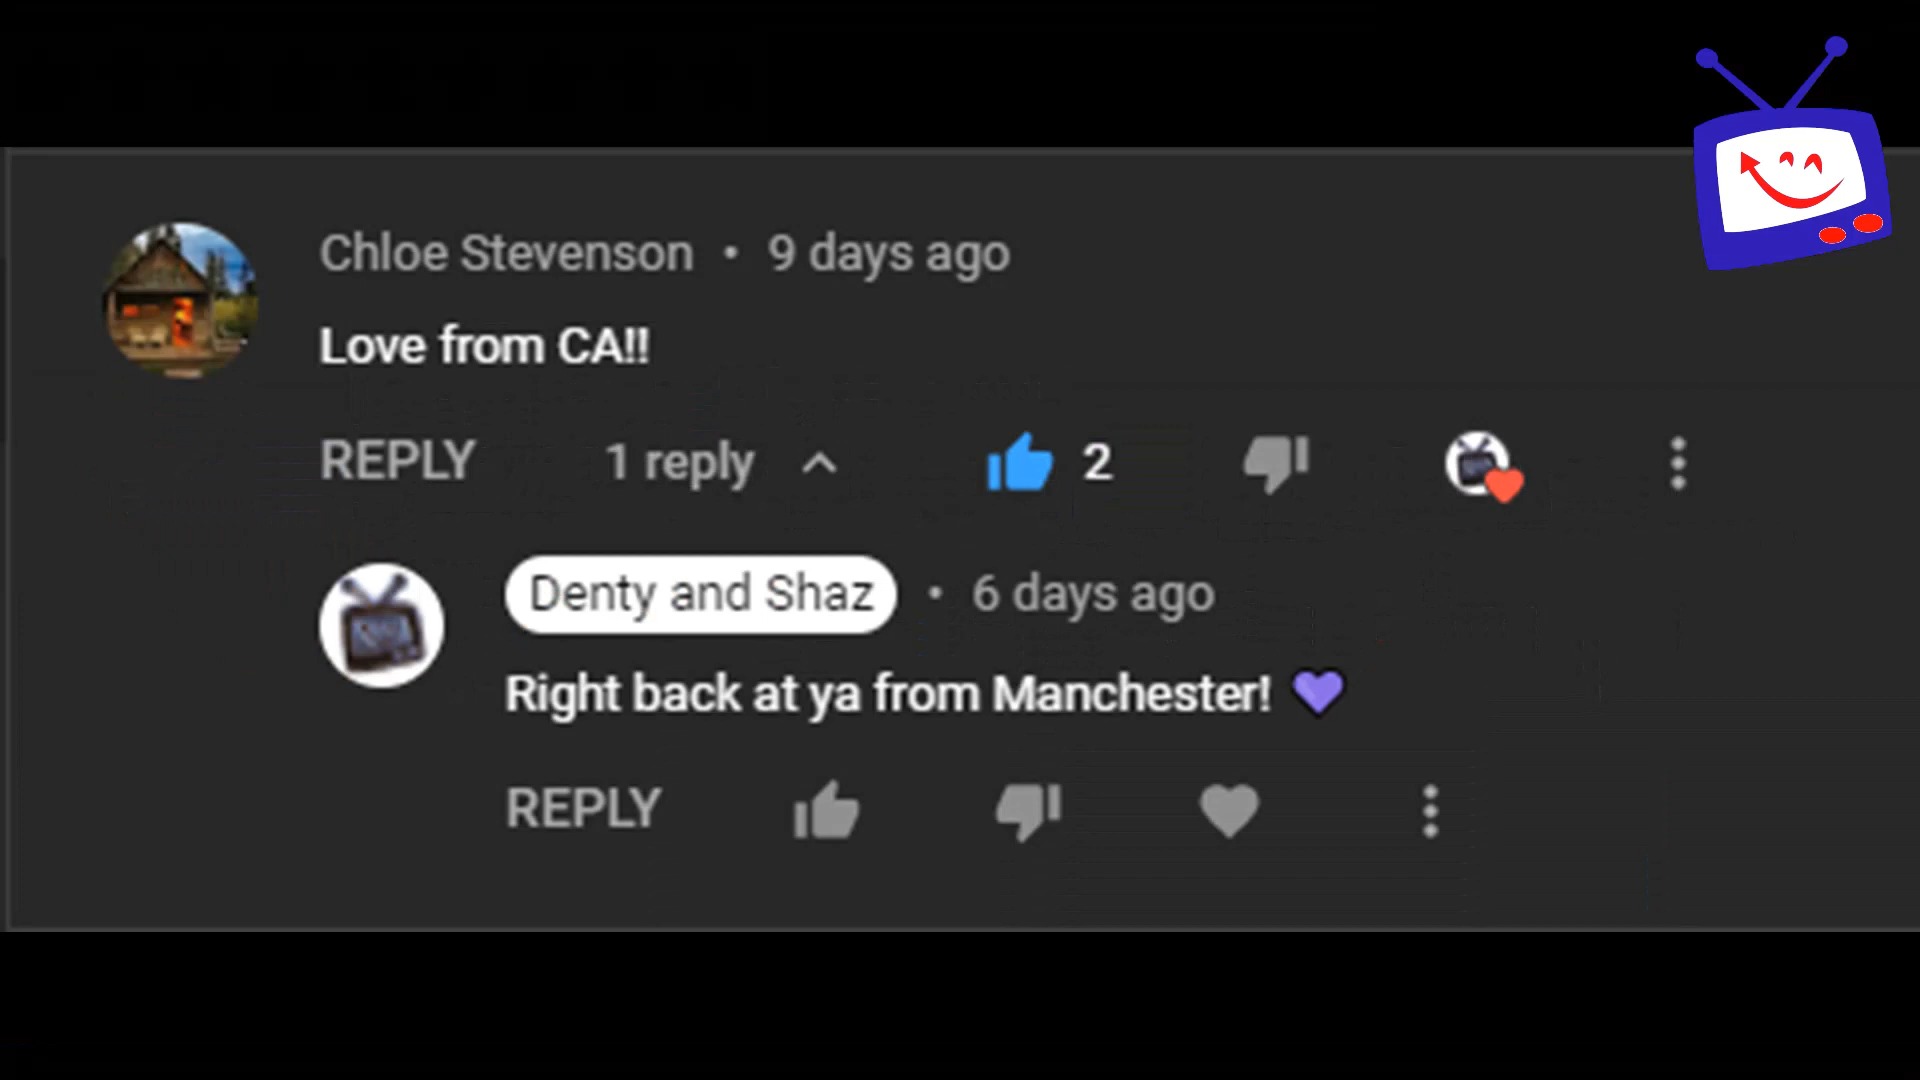 Chloe Stevenson • 9 days ago
Love from CA!!
REPLY 1 reply 2
Denty and Shaz • 6 days ago
Right back at ya from Manchester! 💜
REPLY